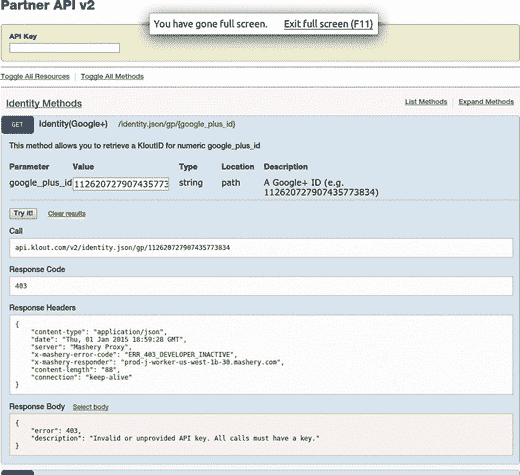 Partner API v2
You have gone full screen. Exit full screen (F11)
API Key
Toggle All Resources Toggle All Methods
Identity Methods List Methods Expand Methods
GET Identity(Google+) /identity.json/gp/{google_plus_id}
This method allows you to retrieve a KloutID for numeric google_plus_id
Parameter Value Type Location Description
google_plus_id 112620727907435773 string path A Google+ ID (e.g.
112620727907435773834)
Try it! Clear results
Call
api.klout.com/v2/identity.json/gp/112620727907435773834
Response Code
403
Response Headers
{
"content-type": "application/json",
"date": "Thu, 01 Jan 2015 18:59:28 GMT",
"server": "Mashery Proxy",
"x-mashery-error-code": "ERR_403_DEVELOPER_INACTIVE",
"x-mashery-responder": "prod-j-worker-us-west-1b-30.mashery.com",
"content-length": "88",
"connection": "keep-alive"
}
Response Body Select body
{
"error": 403,
"description": "Invalid or unprovided API key. All calls must have a key."
}